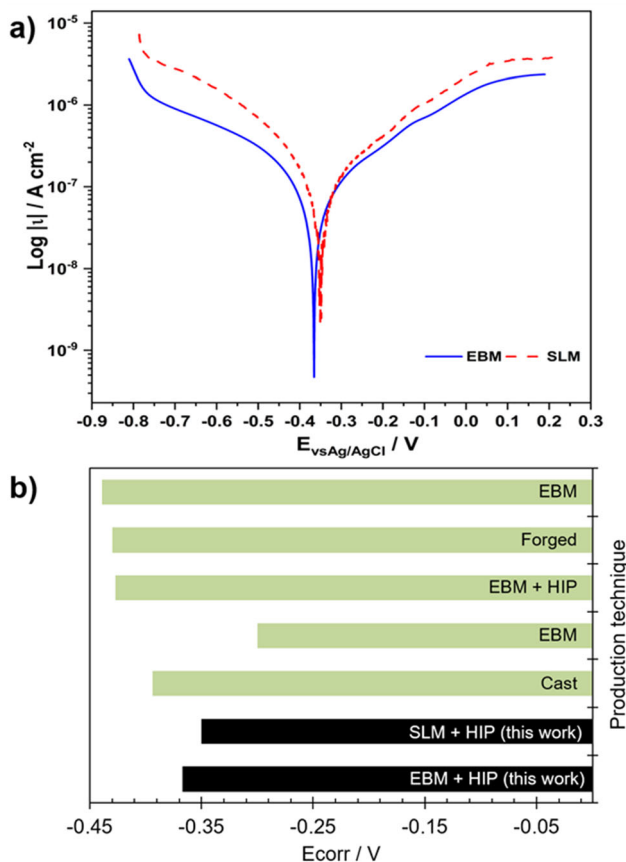 a)
Log |ι| / A cm⁻²
10⁻⁵
10⁻⁶
10⁻⁷
10⁻⁸
10⁻⁹
EBM
SLM
-0.9 -0.8 -0.7 -0.6 -0.5 -0.4 -0.3 -0.2 -0.1 0.0 0.1 0.2 0.3
E vsAg/AgCl / V
b)
EBM
Forged
EBM + HIP
EBM
Cast
SLM + HIP (this work)
EBM + HIP (this work)
Production technique
-0.45 -0.35 -0.25 -0.15 -0.05
Ecorr / V